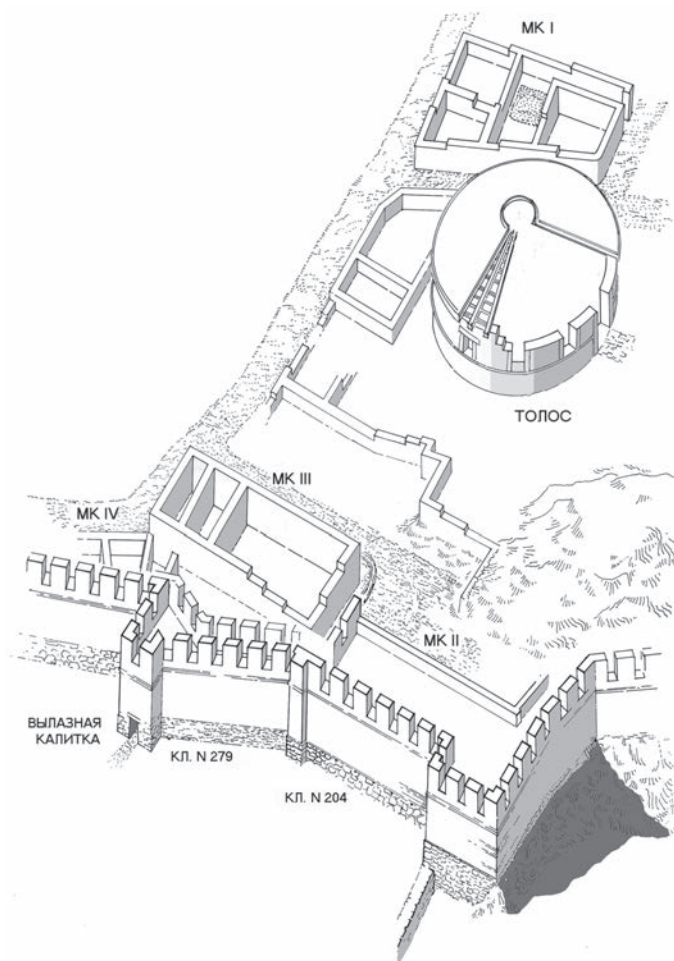 МК I
ТОЛОС
МК III
МК IV
МК II
ВЫЛАЗНАЯ
КАЛИТКА
КЛ. N 279
КЛ. N 204